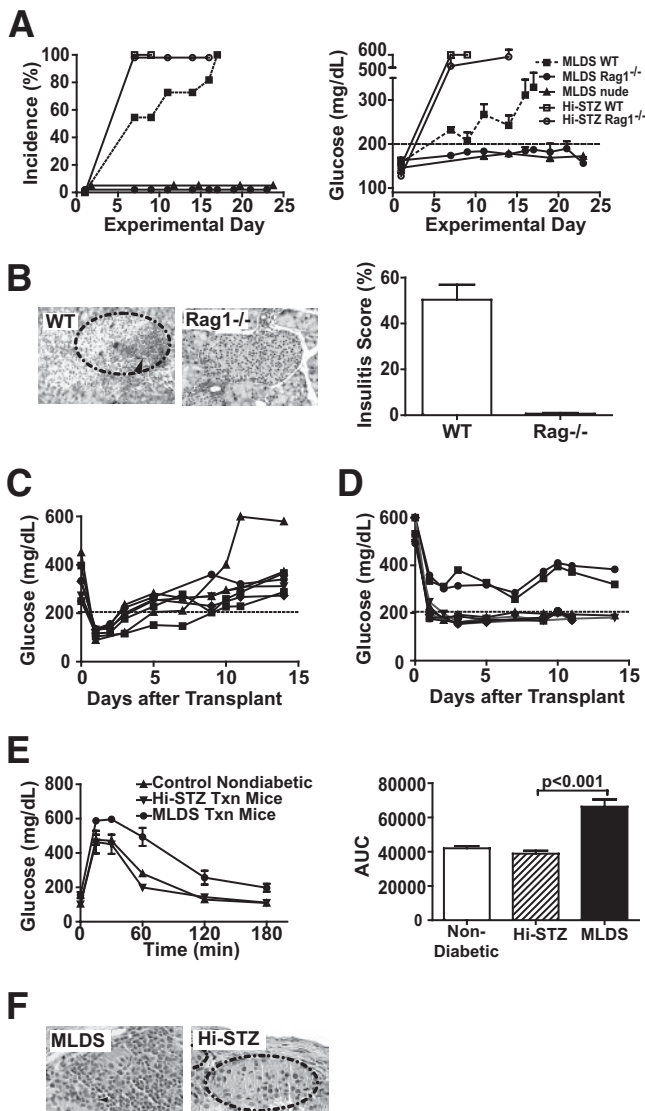 A
Incidence (%)
100
80
60
40
20
0
0 5 10 15 20 25
Experimental Day
Glucose (mg/dL)
600
500
300
200
100
0 5 10 15 20 25
Experimental Day
MLDS WT
MLDS Rag1-/-
MLDS nude
Hi-STZ WT
Hi-STZ Rag1-/-
B
WT
Rag1-/-
Insulitis Score (%)
60
40
20
0
WT Rag-/-
C
Glucose (mg/dL)
600
400
200
0
0 5 10 15
Days after Transplant
D
Glucose (mg/dL)
600
400
200
0
0 5 10 15
Days after Transplant
E
Glucose (mg/dL)
800
600
400
200
0
0 60 120 180
Time (min)
Control Nondiabetic
Hi-STZ Txn Mice
MLDS Txn Mice
AUC
80000
60000
40000
20000
0
p<0.001
Non-
Diabetic
Hi-STZ
MLDS
F
MLDS
Hi-STZ